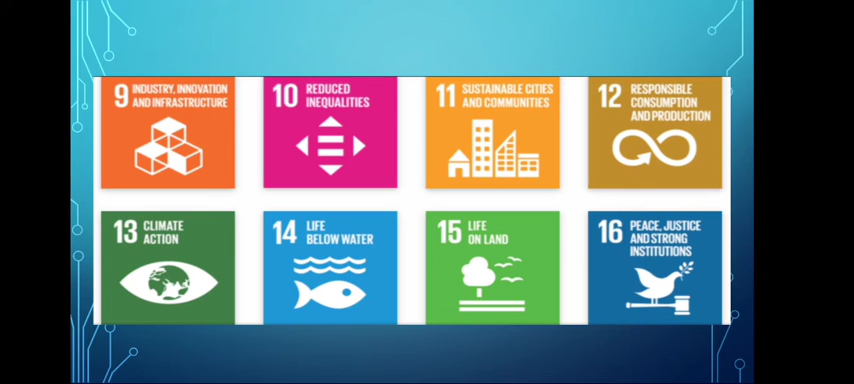 9 INDUSTRY, INNOVATION
AND INFRASTRUCTURE
10 REDUCED
INEQUALITIES
11 SUSTAINABLE CITIES
AND COMMUNITIES
12 RESPONSIBLE
CONSUMPTION
AND PRODUCTION
13 CLIMATE
ACTION
14 LIFE
BELOW WATER
15 LIFE
ON LAND
16 PEACE, JUSTICE
AND STRONG
INSTITUTIONS